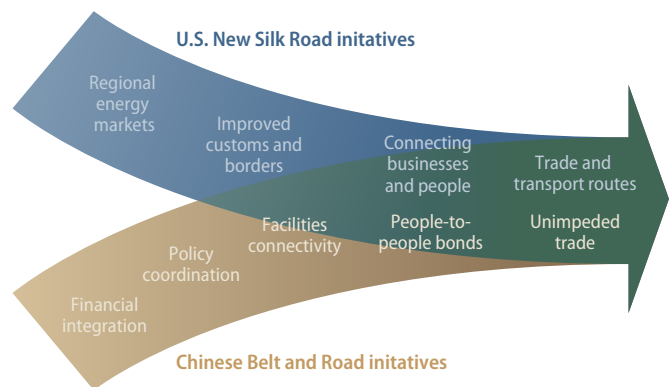 U.S. New Silk Road initatives
Regional
energy
markets
Improved
customs and
borders
Connecting
businesses
and people
Trade and
transport routes
Financial
integration
Policy
coordination
Facilities
connectivity
People-to-
people bonds
Unimpeded
trade
Chinese Belt and Road initatives